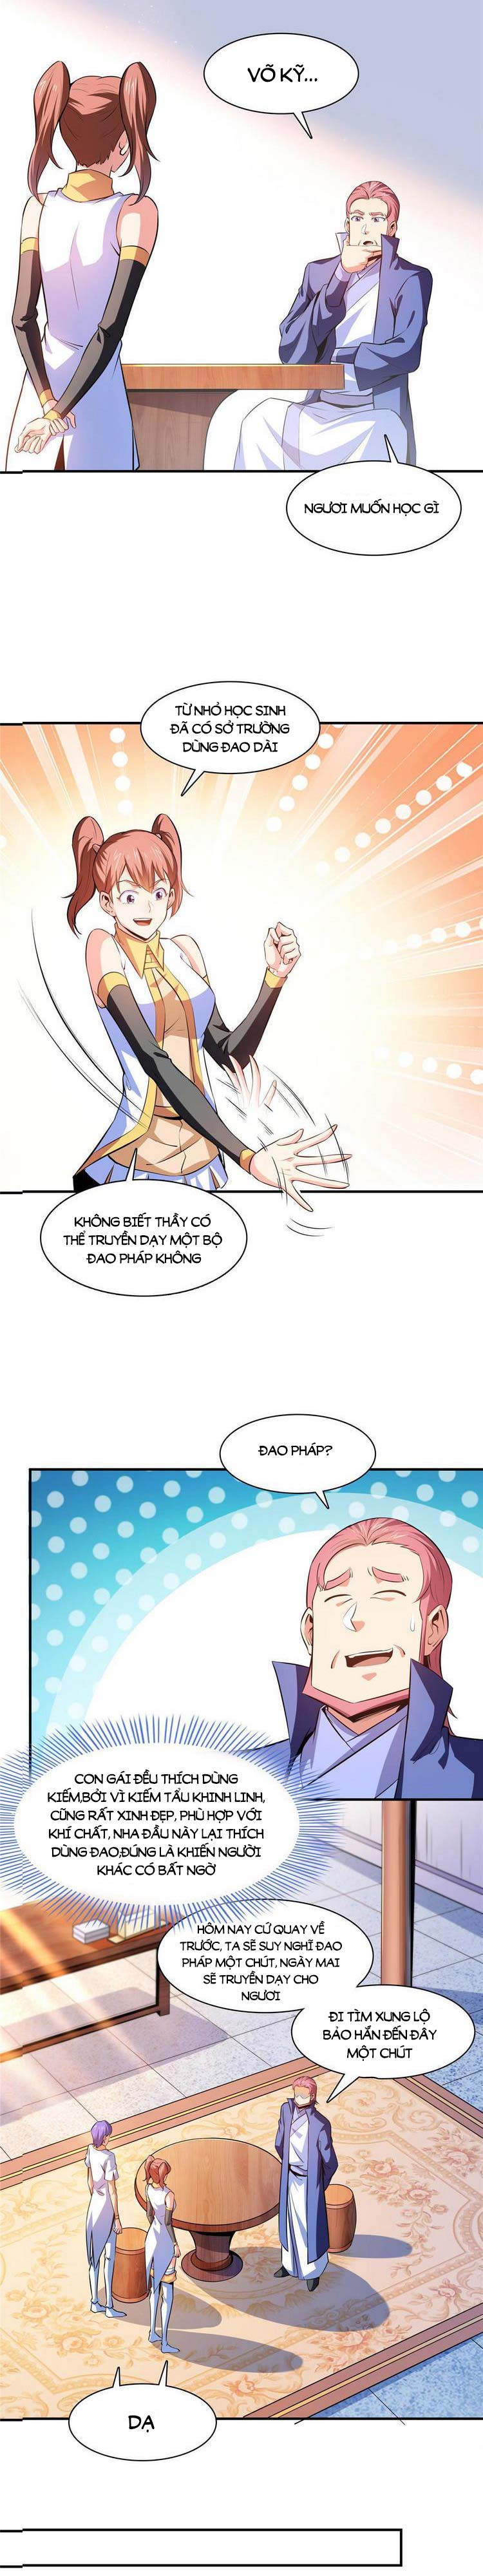 VÕ KỸ...
NGƯƠI MUỐN HỌC GÌ
TỪ NHỎ HỌC SINH
ĐÃ CÓ SỞ TRƯỜNG
DÙNG ĐAO DÀI
KHÔNG BIẾT THẦY CÓ
THỂ TRUYỀN DẠY MỘT BỘ
ĐAO PHÁP KHÔNG
ĐAO PHÁP?
CON GÁI ĐỀU THÍCH DÙNG
KIẾM,BỞI VÌ KIẾM TẨU KHINH LINH,
CŨNG RẤT XINH ĐẸP, PHÙ HỢP VỚI
KHÍ CHẤT, NHA ĐẦU NÀY LẠI THÍCH
DÙNG ĐAO,ĐÚNG LÀ KHIẾN NGƯỜI
KHÁC CÓ BẤT NGỜ
HÔM NAY CỨ QUAY VỀ
TRƯỚC, TA SẼ SUY NGHĨ ĐAO
PHÁP MỘT CHÚT, NGÀY MAI
SẼ TRUYỀN DẠY CHO
NGƯƠI
ĐI TÌM XUNG LỘ
BẢO HẮN ĐẾN ĐÂY
MỘT CHÚT
DẠ